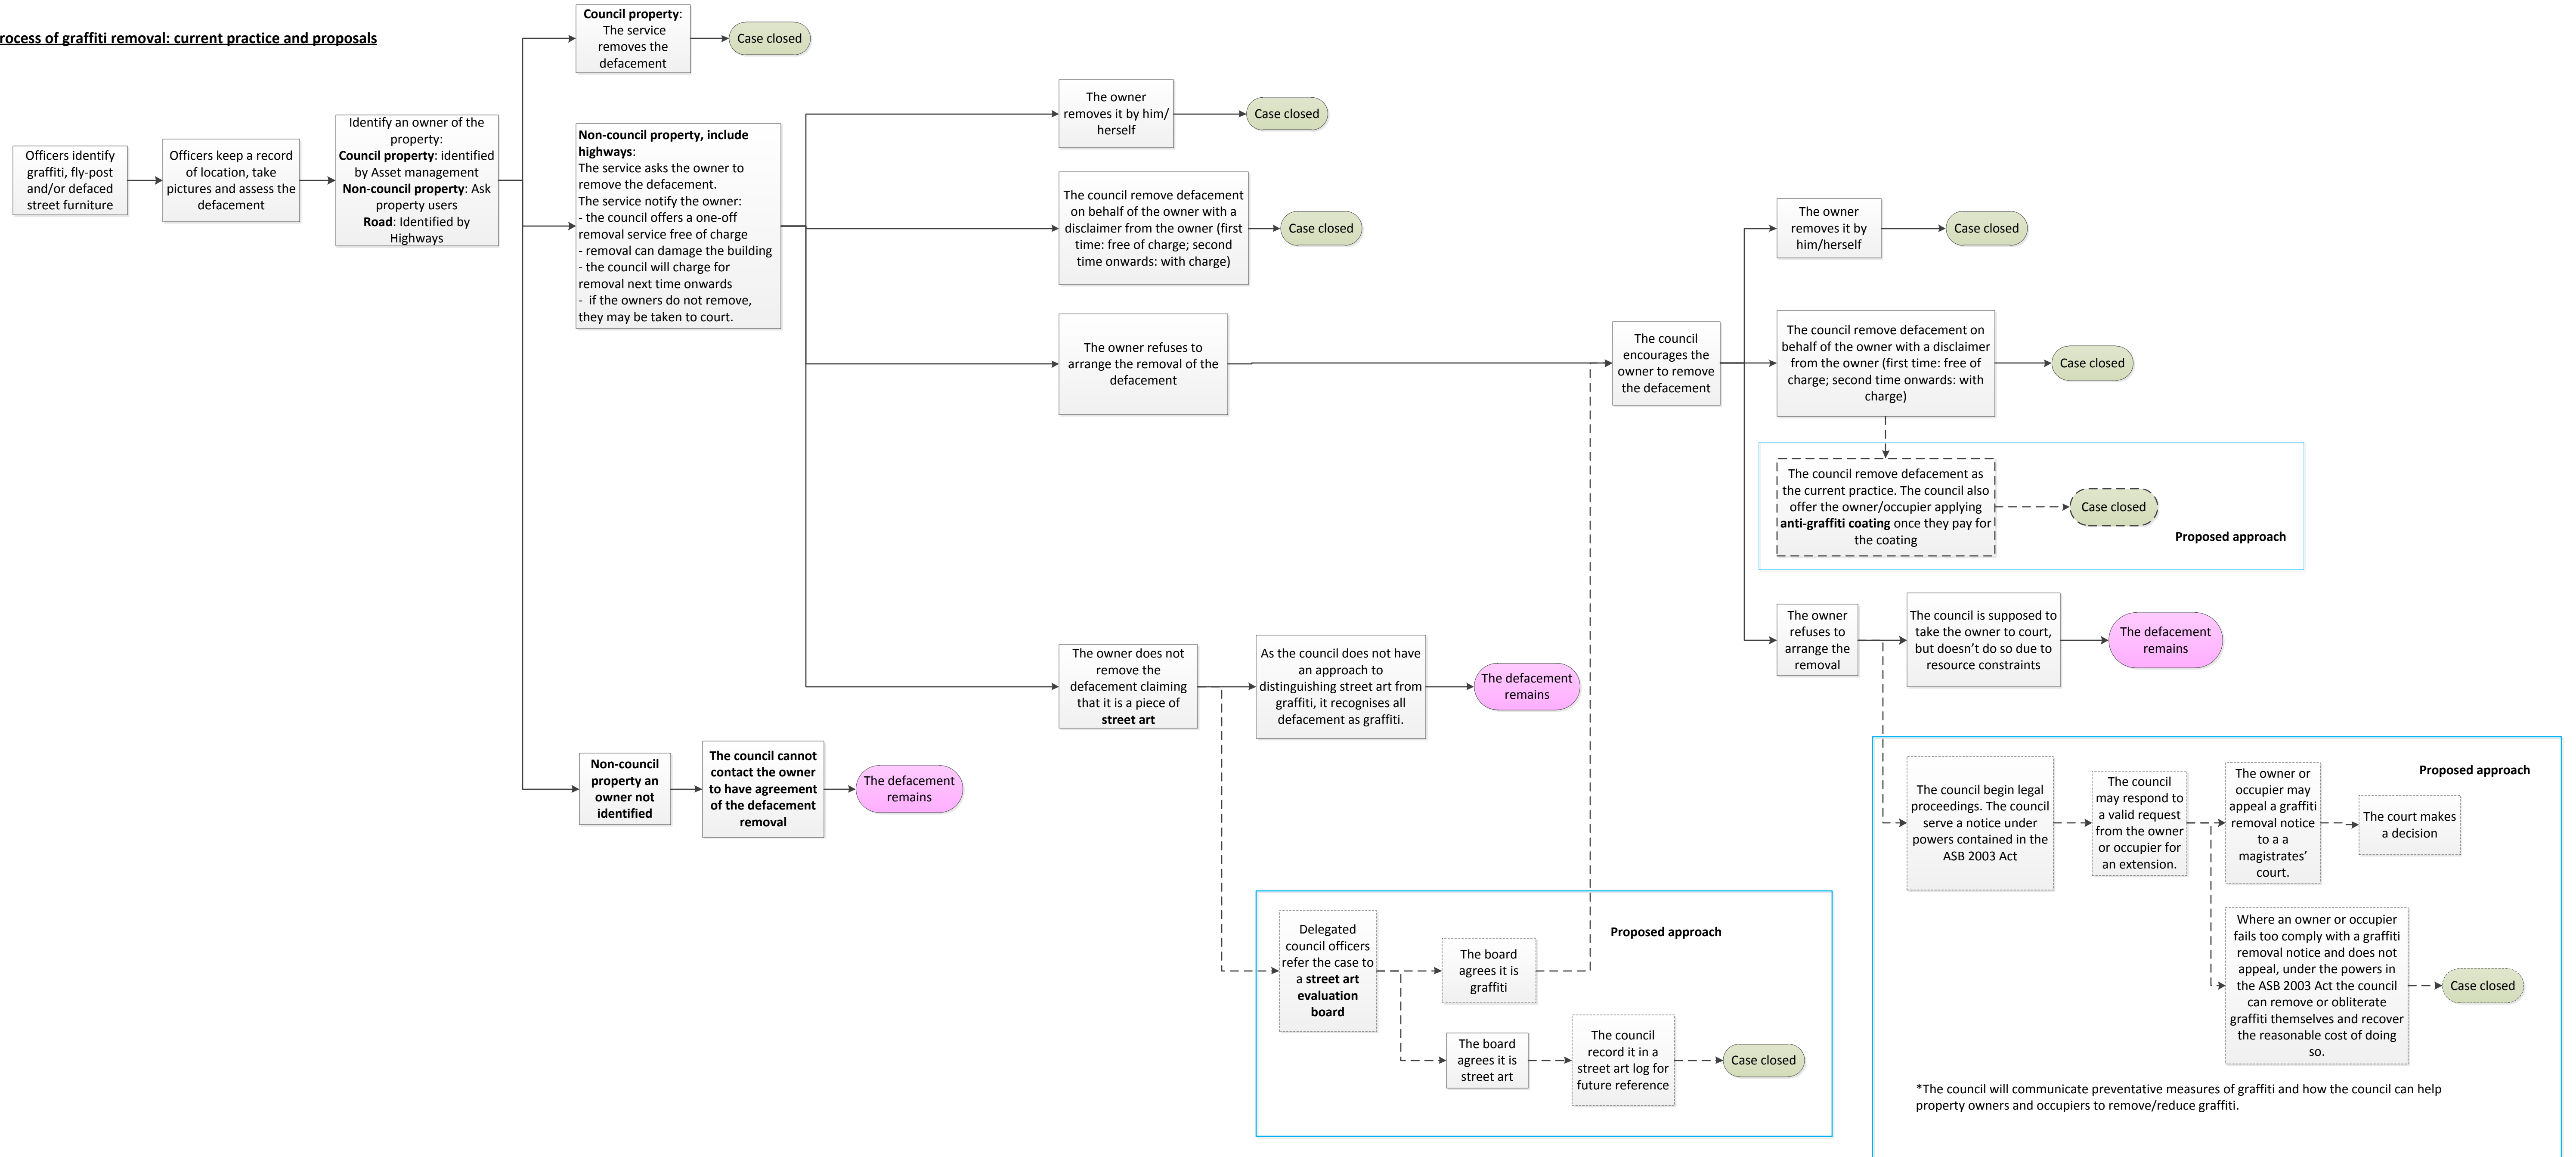 rocess of graffiti removal: current practice and proposals
Officers identify
graffiti, fly-post
and/or defaced
street furniture
Officers keep a record
of location, take
pictures and assess the
defacement
Identify an owner of the
property:
Council property: identified
by Asset management
Non-council property: Ask
property users
Road: Identified by
Highways
Council property:
The service
removes the
defacement
Case closed
Non-council property, include
highways:
The service asks the owner to
remove the defacement.
The service notify the owner:
- the council offers a one-off
removal service free of charge
- removal can damage the building
- the council will charge for
removal next time onwards
- if the owners do not remove,
they may be taken to court.
Non-council
property an
owner not
identified
The council cannot
contact the owner
to have agreement
of the defacement
removal
The defacement
remains
The owner
removes it by him/
herself
Case closed
The council remove defacement
on behalf of the owner with a
disclaimer from the owner (first
time: free of charge; second
time onwards: with charge)
Case closed
The owner refuses to
arrange the removal of the
defacement
The owner does not
remove the
defacement claiming
that it is a piece of
street art
As the council does not have
an approach to
distinguishing street art from
graffiti, it recognises all
defacement as graffiti.
The defacement
remains
Proposed approach
Delegated
council officers
refer the case to
a street art
evaluation
board
The board
agrees it is
graffiti
The board
agrees it is
street art
The council
record it in a
street art log for
future reference
Case closed
The council
encourages the
owner to remove
the defacement
The owner
removes it by
him/herself
Case closed
The council remove defacement on
behalf of the owner with a disclaimer
from the owner (first time: free of
charge; second time onwards: with
charge)
Case closed
The council remove defacement as
the current practice. The council also
offer the owner/occupier applying
anti-graffiti coating once they pay for
the coating
Case closed
Proposed approach
The owner
refuses to
arrange the
removal
The council is supposed to
take the owner to court,
but doesn't do so due to
resource constraints
The defacement
remains
Proposed approach
The council begin legal
proceedings. The council
serve a notice under
powers contained in the
ASB 2003 Act
The council
may respond to
a valid request
from the owner
or occupier for
an extension.
The owner or
occupier may
appeal a graffiti
removal notice
to a a
magistrates'
court.
The court makes
a decision
Where an owner or occupier
fails too comply with a graffiti
removal notice and does not
appeal, under the powers in
the ASB 2003 Act the council
can remove or obliterate
graffiti themselves and recover
the reasonable cost of doing
so.
Case closed
*The council will communicate preventative measures of graffiti and how the council can help
property owners and occupiers to remove/reduce graffiti.